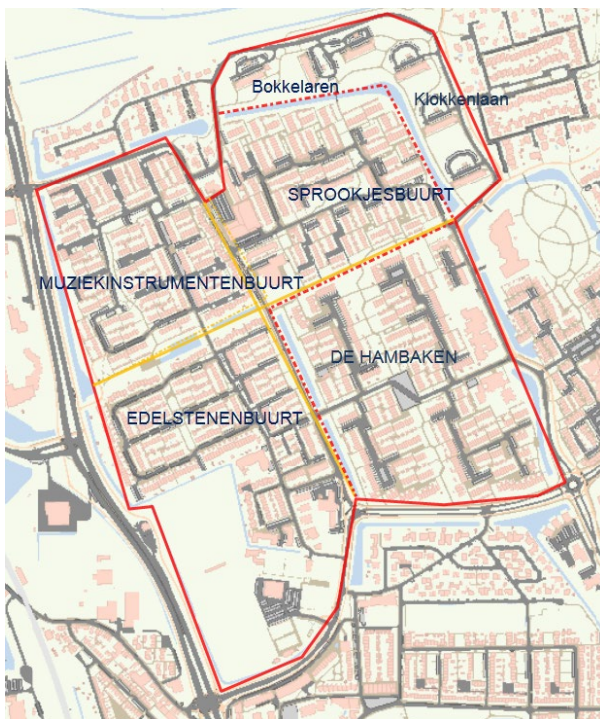 Bokkelaren
Klokkenlaan
SPROOKJESBUURT
MUZIEKINSTRUMENTENBUURT
DE HAMBAKEN
EDELSTENENBUURT